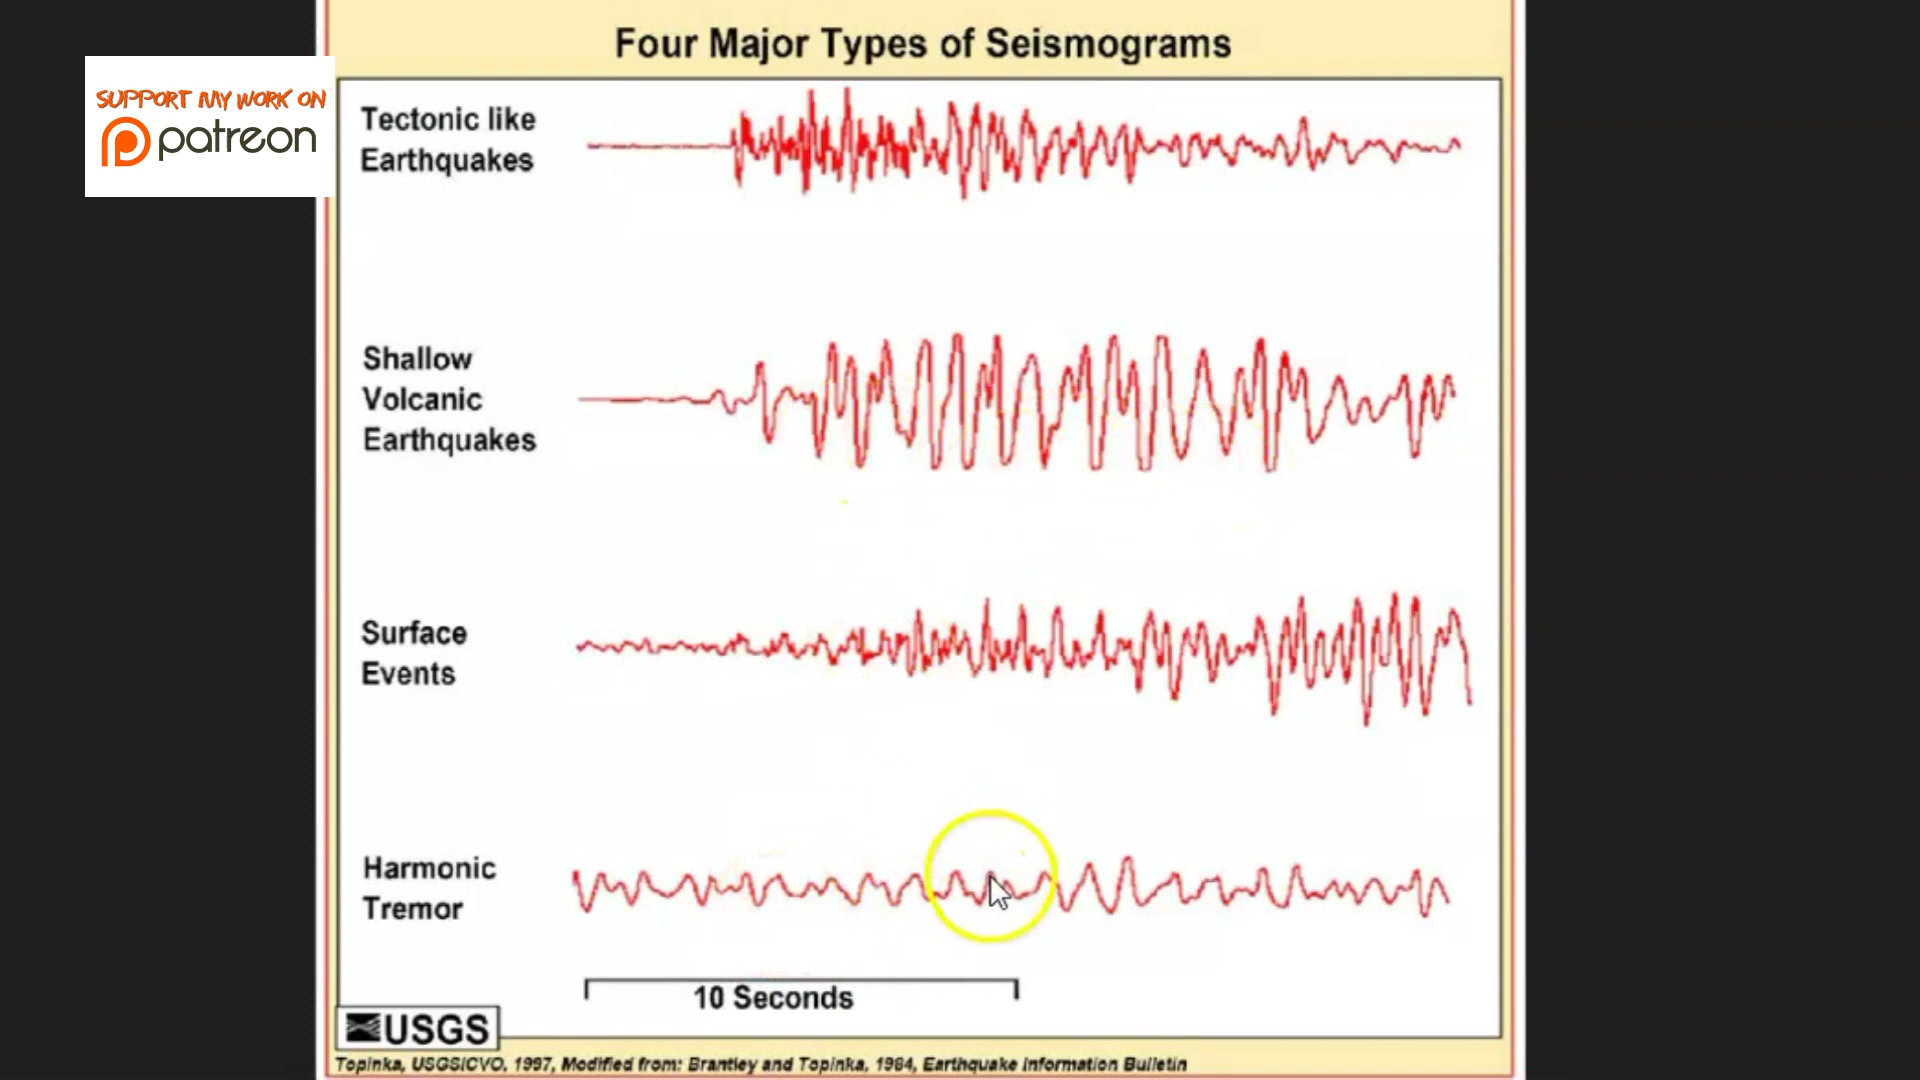 Four Major Types of Seismograms
SUPPORT MY WORK ON
patreon
Tectonic like
Earthquakes
Shallow
Volcanic
Earthquakes
Surface
Events
Harmonic
Tremor
10 Seconds
USGS
Topinka, USGS/CVO, 1997, Modified from: Brantley and Topinka, 1984, Earthquake Information Bulletin